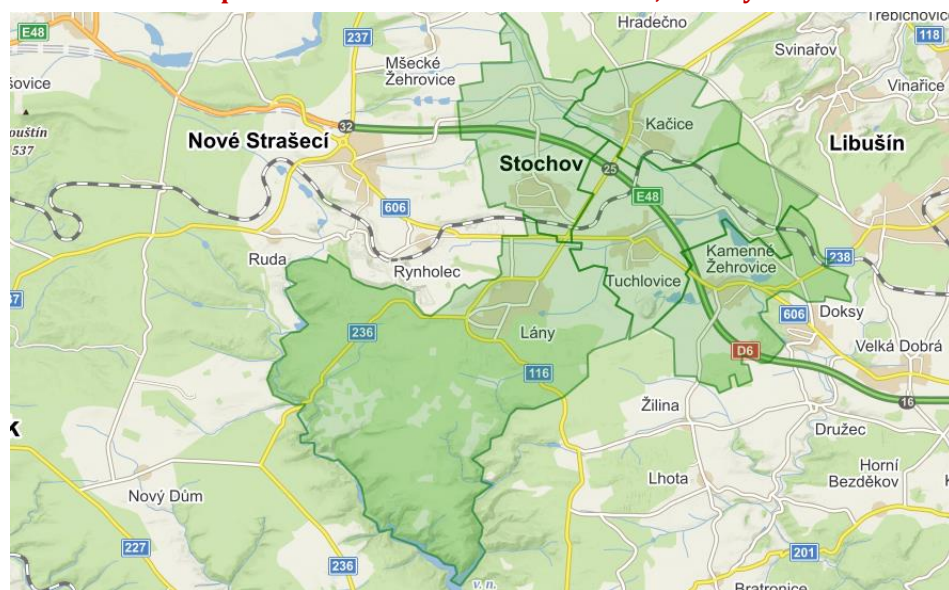 E48
237
Hradečno
118
Mšecké
Žehrovice
Svinařov
Vinařice
537
32
Nové Strašecí
Kačice
Libušín
Stochov
25
E48
606
Ruda
Rynholec
Kamenné
Žehrovice
238
Tuchlovice
606
Doksy
236
Lány
Velká Dobrá
D6
116
16
Žilina
k
Družec
Lhota
Horní
Bezděkov
Nový Dům
227
236
201
v. n.
Bratronice